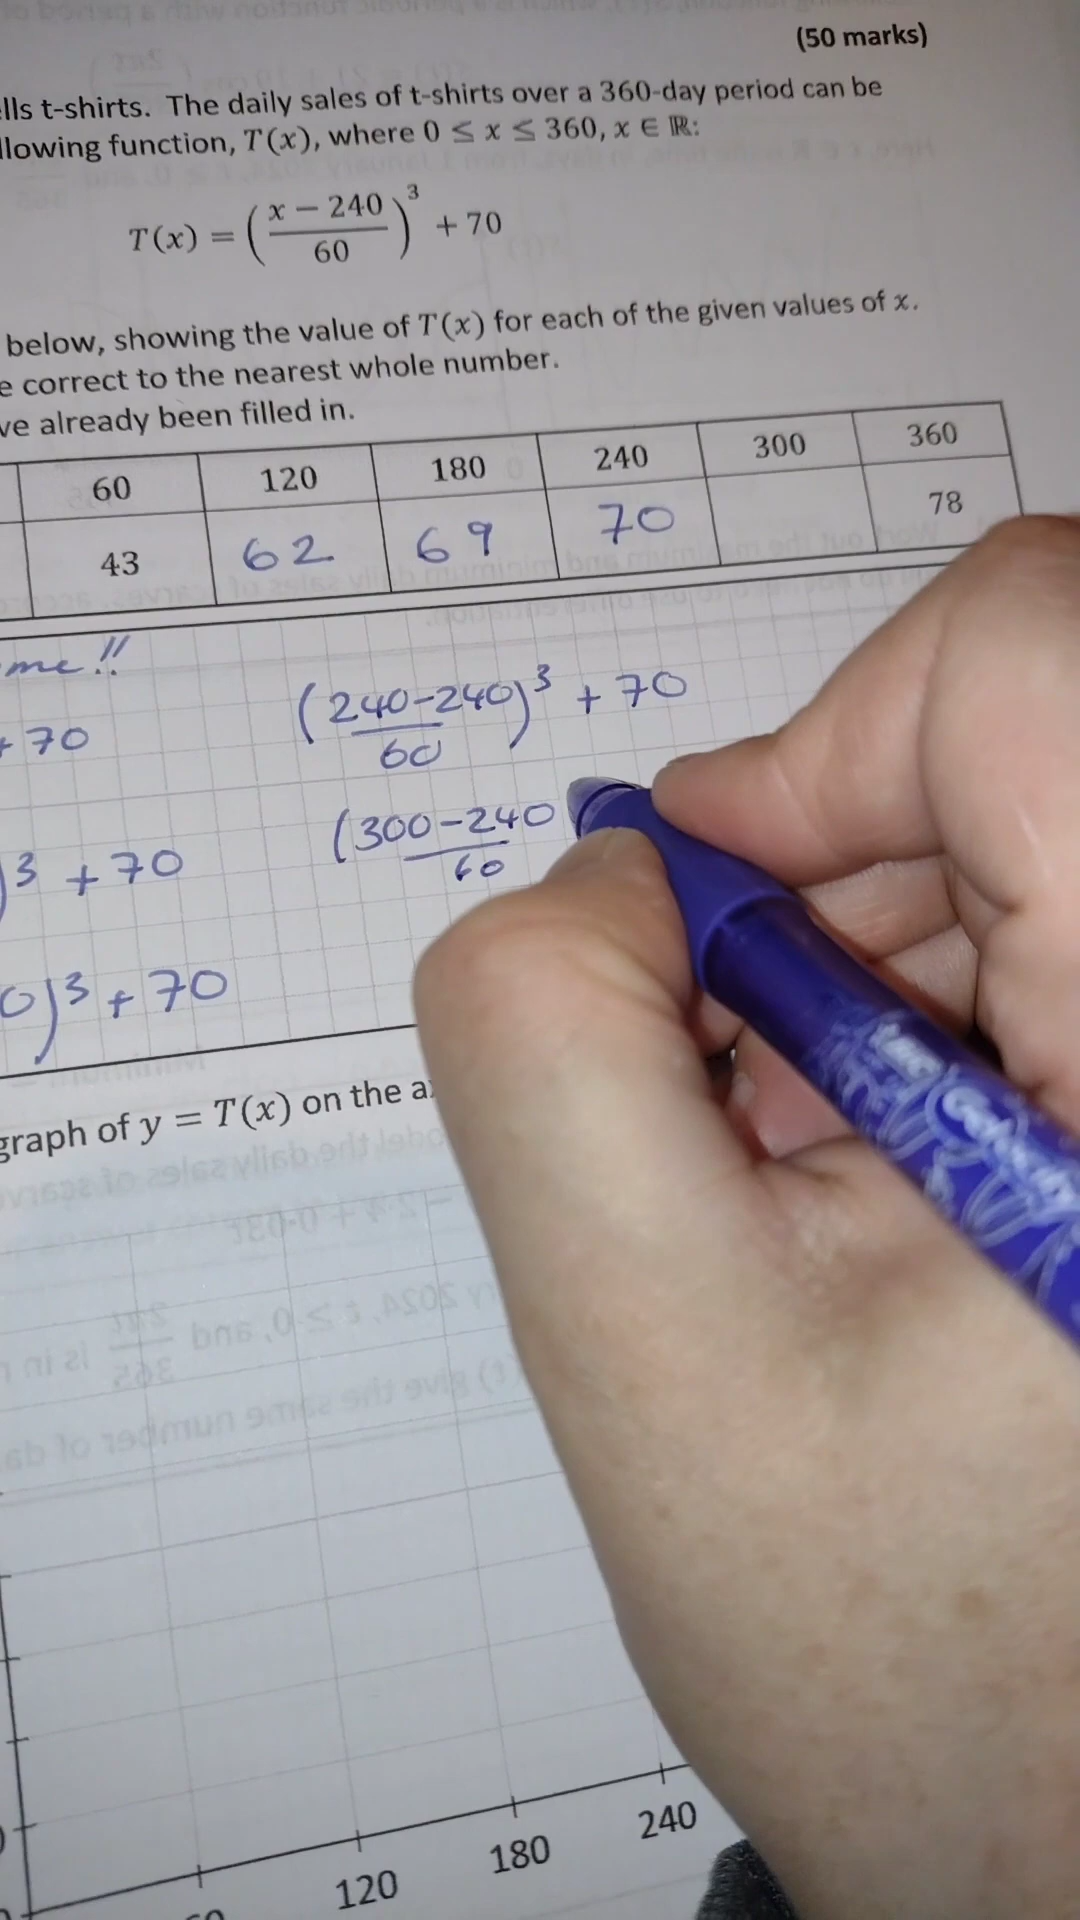 (50 marks)
lls t-shirts. The daily sales of t-shirts over a 360-day period can be
llowing function, T(x), where 0 ≤ x ≤ 360, x ∈ ℝ:
T(x) = ((x − 240)/60)³ + 70
below, showing the value of T(x) for each of the given values of x.
e correct to the nearest whole number.
ve already been filled in.
60 120 180 240 300 360
43 62 69 70 78
me!!
+ 70 (240-240/60)³ + 70
)³ + 70 (300-240/60
0)³ + 70
graph of y = T(x) on the a
120 180 240